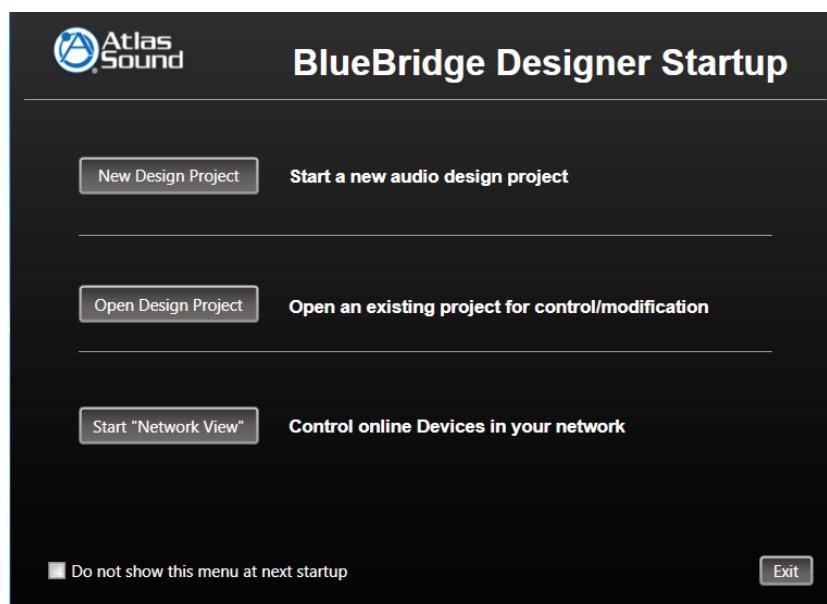 Atlas
Sound
BlueBridge Designer Startup
New Design Project
Start a new audio design project
Open Design Project
Open an existing project for control/modification
Start "Network View"
Control online Devices in your network
Do not show this menu at next startup
Exit